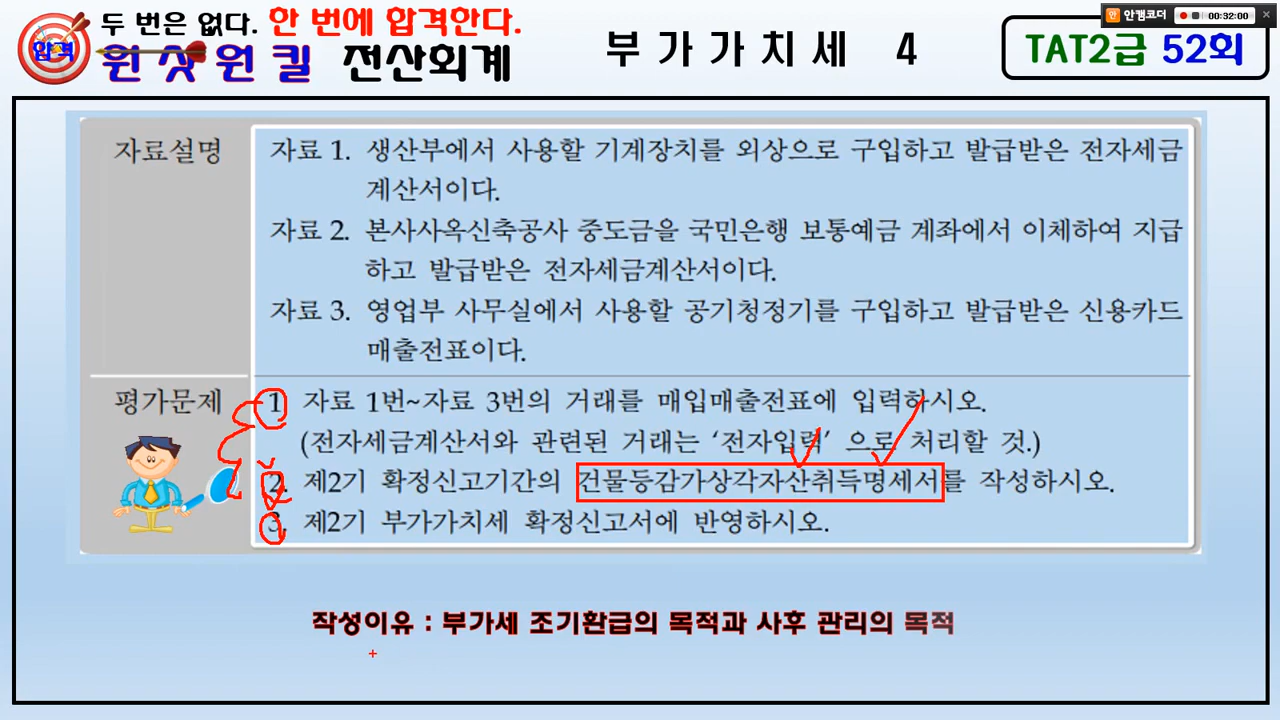 두 번은 없다. 한 번에 합격한다.
합격
원샷원킬 전산회계
부가가치세 4
TAT2급 52회
안캠코더
00:32:00
자료설명
자료 1. 생산부에서 사용할 기계장치를 외상으로 구입하고 발급받은 전자세금
계산서이다.
자료 2. 본사사옥신축공사 중도금을 국민은행 보통예금 계좌에서 이체하여 지급
하고 발급받은 전자세금계산서이다.
자료 3. 영업부 사무실에서 사용할 공기청정기를 구입하고 발급받은 신용카드
매출전표이다.
평가문제
1. 자료 1번~자료 3번의 거래를 매입매출전표에 입력하시오.
(전자세금계산서와 관련된 거래는 ‘전자입력’ 으로 처리할 것.)
2. 제2기 확정신고기간의 건물등감가상각자산취득명세서를 작성하시오.
3. 제2기 부가가치세 확정신고서에 반영하시오.
작성이유 : 부가세 조기환급의 목적과 사후 관리의 목적